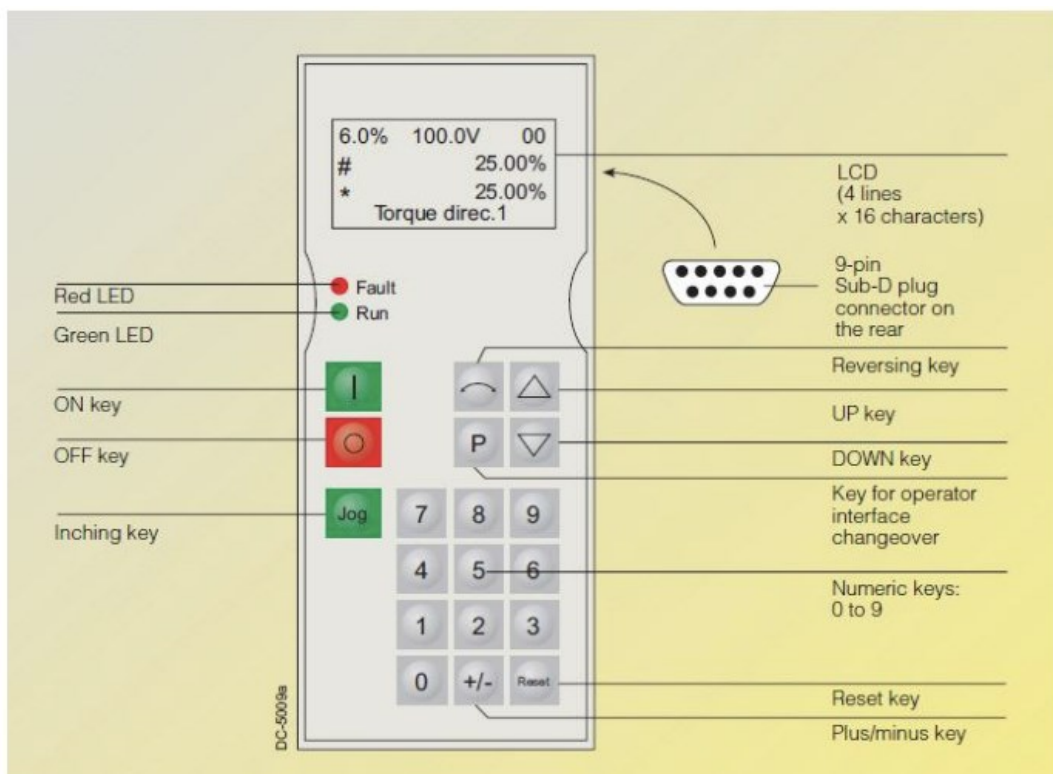 6.0% 100.0V 00
# 25.00%
* 25.00%
Torque direc.1
LCD
(4 lines
x 16 characters)
9-pin
Sub-D plug
connector on
the rear
Red LED
Fault
Green LED
Run
Reversing key
ON key
UP key
OFF key
P
DOWN key
Key for operator
interface
changeover
Inching key
Jog
7 8 9
4 5 6
Numeric keys:
0 to 9
1 2 3
0 +/- Reset
Reset key
Plus/minus key
DC-5009a